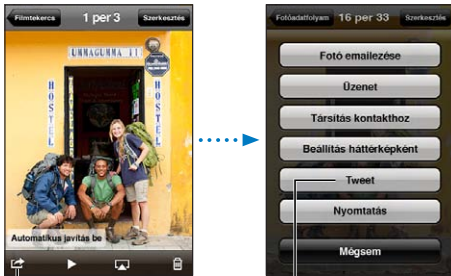 Filmtekercs
1 per 3
Szerkesztés
UMMAGUMMA II
HOSTEL
HOSTEL
Automatikus javítás be
Fotóadatfolyam
16 per 33
Szerkesztés
Fotó emailezése
Üzenet
Társítás kontakthoz
Beállítás háttérképként
Tweet
Nyomtatás
Mégsem